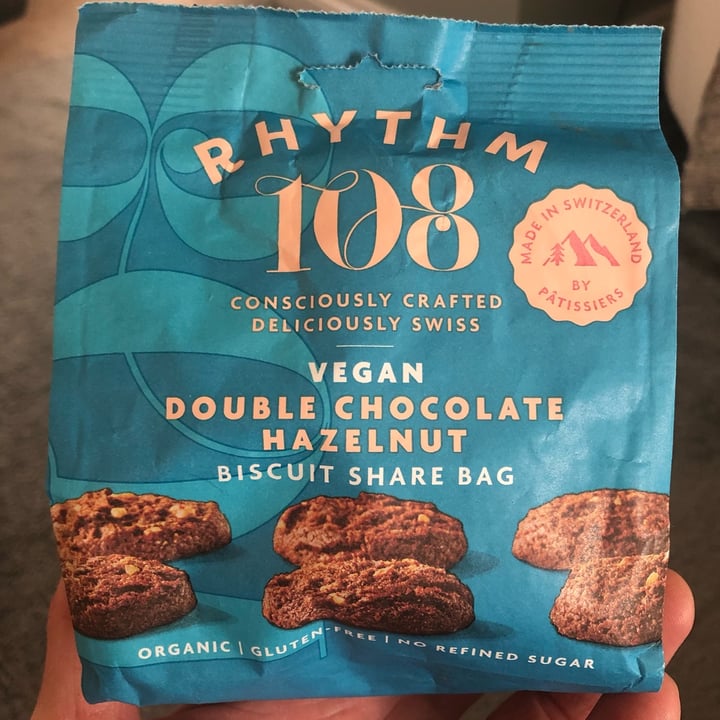 RHYTHM
108
MADE IN SWITZERLAND
BY
PÂTISSIERS
CONSCIOUSLY CRAFTED
DELICIOUSLY SWISS
VEGAN
DOUBLE CHOCOLATE
HAZELNUT
BISCUIT SHARE BAG
ORGANIC | GLUTEN-FREE | NO REFINED SUGAR